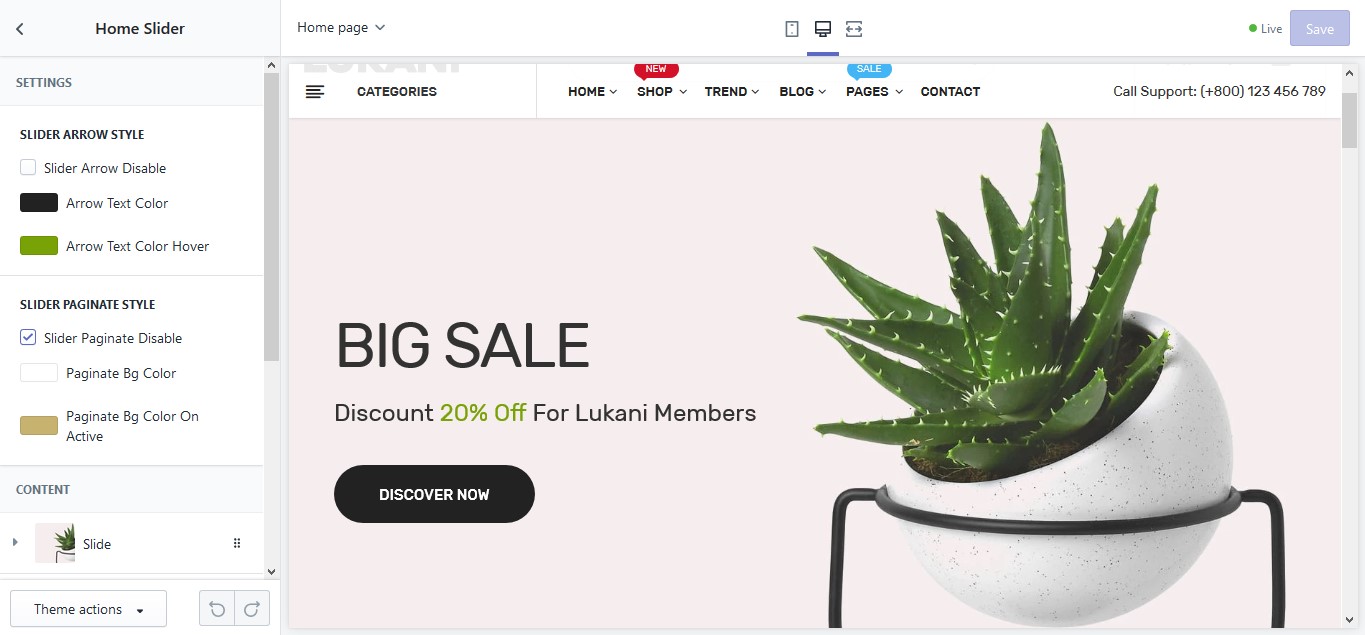 Home Slider
Home page
Live
Save
SETTINGS
SLIDER ARROW STYLE
Slider Arrow Disable
Arrow Text Color
Arrow Text Color Hover
SLIDER PAGINATE STYLE
Slider Paginate Disable
Paginate Bg Color
Paginate Bg Color On
Active
CONTENT
Slide
Theme actions
LUKANI
NEW
SALE
CATEGORIES
HOME
SHOP
TREND
BLOG
PAGES
CONTACT
Call Support: (+800) 123 456 789
BIG SALE
Discount 20% Off For Lukani Members
DISCOVER NOW